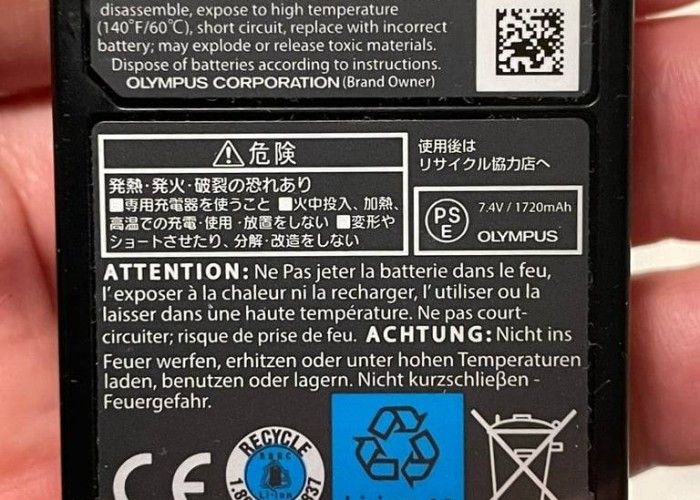 disassemble, expose to high temperature
(140°F/60℃), short circuit, replace with incorrect
battery; may explode or release toxic materials.
Dispose of batteries according to instructions.
OLYMPUS CORPORATION (Brand Owner)
⚠危険
発熱・発火・破裂の恐れあり
■専用充電器を使うこと ■火中投入、加熱、
高温での充電・使用・放置をしない ■変形や
ショートさせたり、分解・改造をしない
使用後は
リサイクル協力店へ
PS
E
7.4V / 1720mAh
OLYMPUS
ATTENTION: Ne Pas jeter la batterie dans le feu,
l'exposer à la chaleur ni la recharger, l'utiliser ou la
laisser dans ùne haute température. Ne pas court-
circuiter; risque de prise de feu. ACHTUNG: Nicht ins
Feuer werfen, erhitzen oder unter hohen Temperaturen
laden, benutzen oder lagern. Nicht kurzschließen -
Feuergefahr.
CE
RECYCLE
RBRC
Li-ion